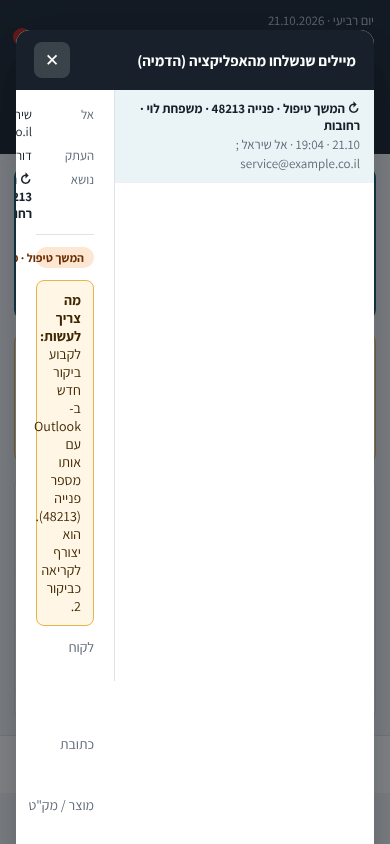 יום רביעי · 21.10.2026
מיילים שנשלחו מהאפליקציה (הדמיה)
✕
↻ המשך טיפול · פנייה 48213 · משפחת לוי ·
רחובות
21.10 · 19:04 · אל שיראל ;
service@example.co.il
אל
העתק
נושא
↻
המשך טיפול ·
מה
צריך
לעשות:
לקבוע
ביקור
חדש
ב-
Outlook
עם
אותו
מספר
פנייה
(48213).
הוא
יצורף
לקריאה
כביקור
2.
לקוח
כתובת
מוצר / מק"ט